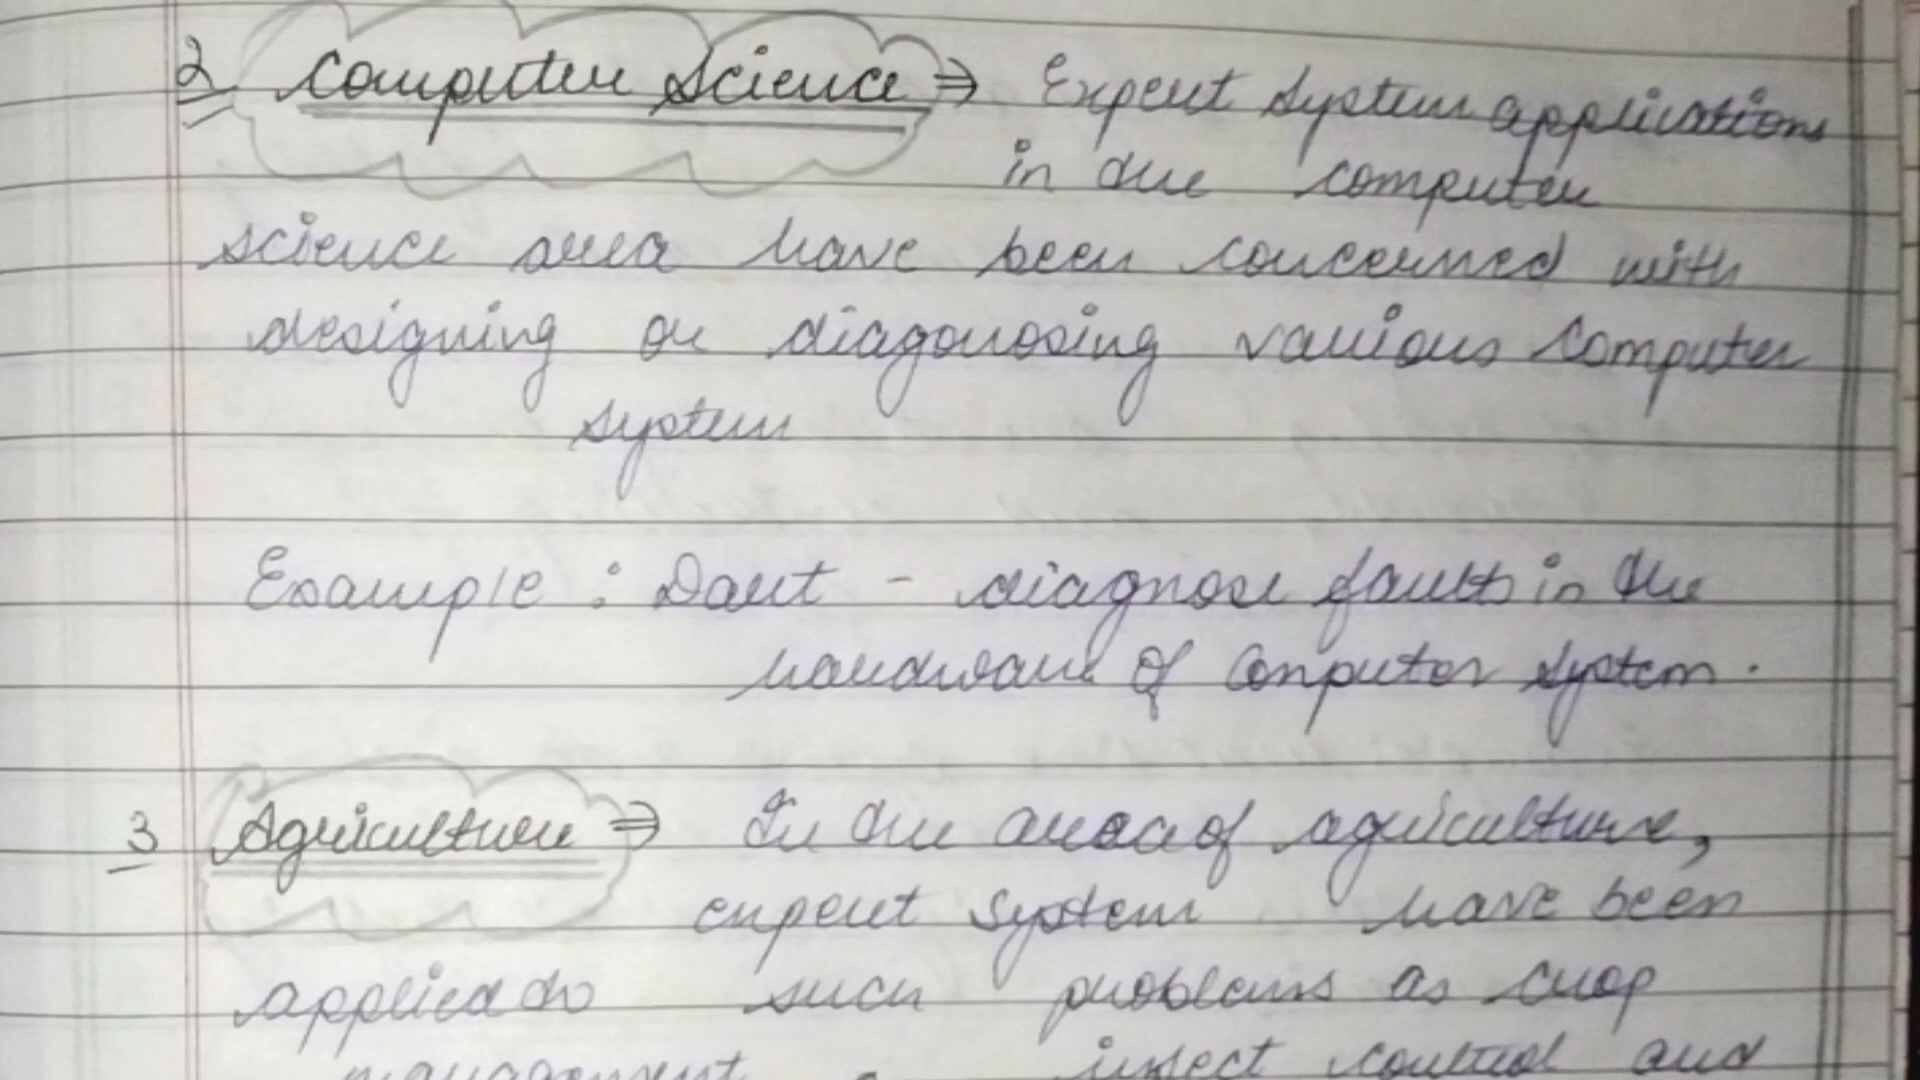 2 Computer Science ⇒ Expert System applications
in the computer
science area have been concerned with
designing or diagonosing various Computer
system
Example : Dart - diagnose faults in the
hardware of Computer System.
3 Agriculture ⇒ In the area of agriculture,
expert System have been
applied to such problems as crop
management, insect control and